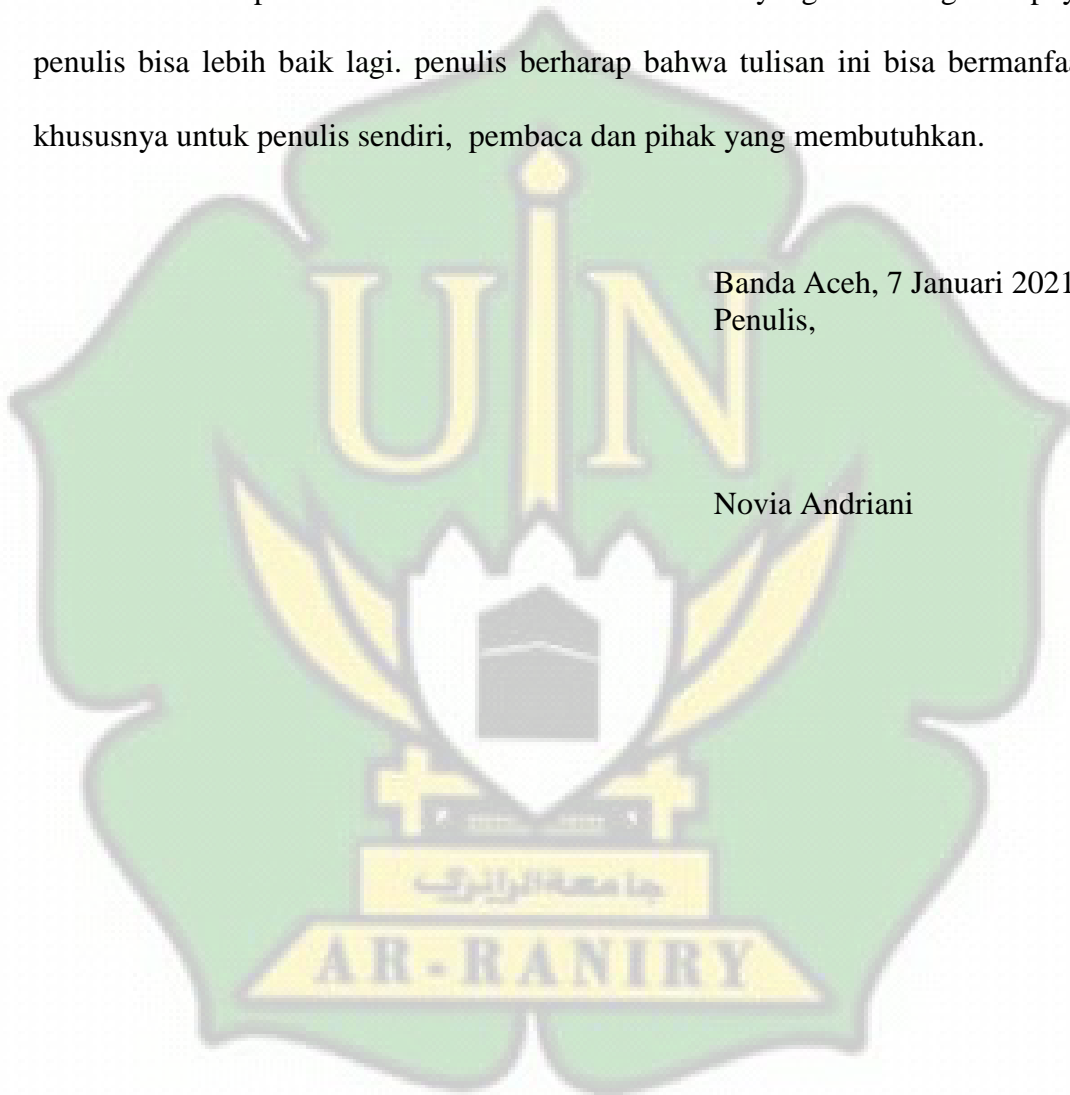 penulis bisa lebih baik lagi. penulis berharap bahwa tulisan ini bisa bermanfaa
khususnya untuk penulis sendiri, pembaca dan pihak yang membutuhkan.
Banda Aceh, 7 Januari 2021
Penulis,
Novia Andriani
UIN
جامعة الرانري
AR-RANIRY